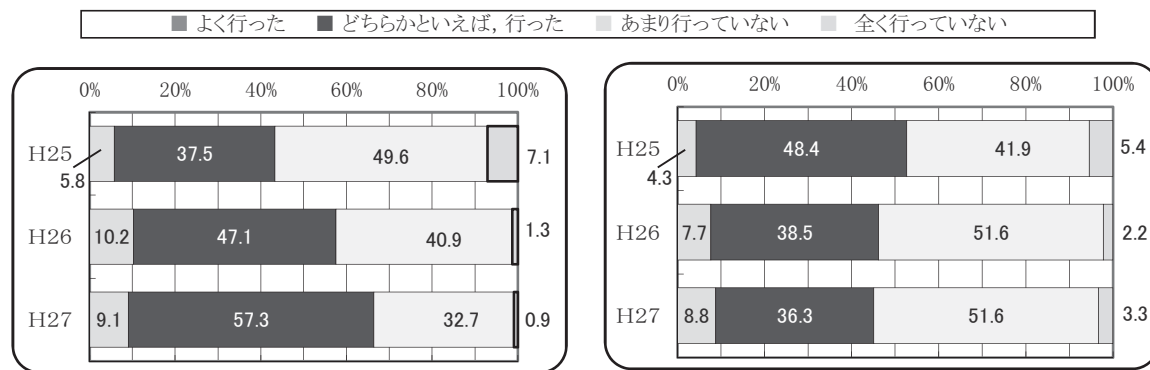 よく行った どちらかといえば，行った あまり行っていない 全く行っていない
0% 20% 40% 60% 80% 100%
H25 5.8 37.5 49.6 7.1
H26 10.2 47.1 40.9 1.3
H27 9.1 57.3 32.7 0.9
0% 20% 40% 60% 80% 100%
H25 4.3 48.4 41.9 5.4
H26 7.7 38.5 51.6 2.2
H27 8.8 36.3 51.6 3.3